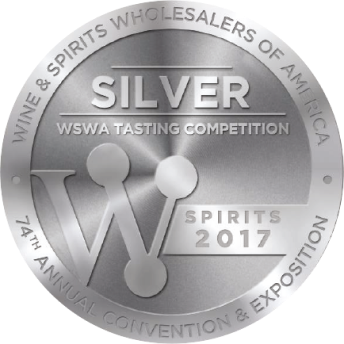 WINE & SPIRITS WHOLESALERS OF AMERICA
SILVER
WSWA TASTING COMPETITION
W
SPIRITS
2017
74TH ANNUAL CONVENTION & EXPOSITION